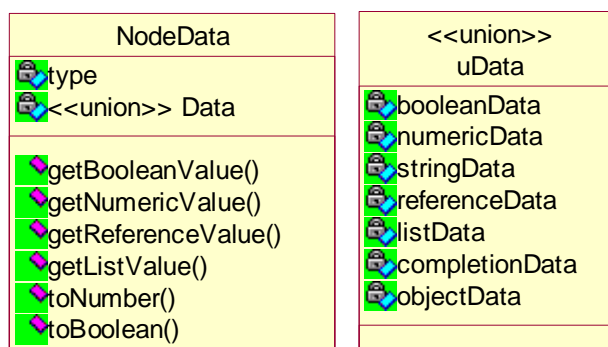 NodeData
type
<<union>> Data
getBooleanValue()
getNumericValue()
getReferenceValue()
getListValue()
toNumber()
toBoolean()
<<union>>
uData
booleanData
numericData
stringData
referenceData
listData
completionData
objectData